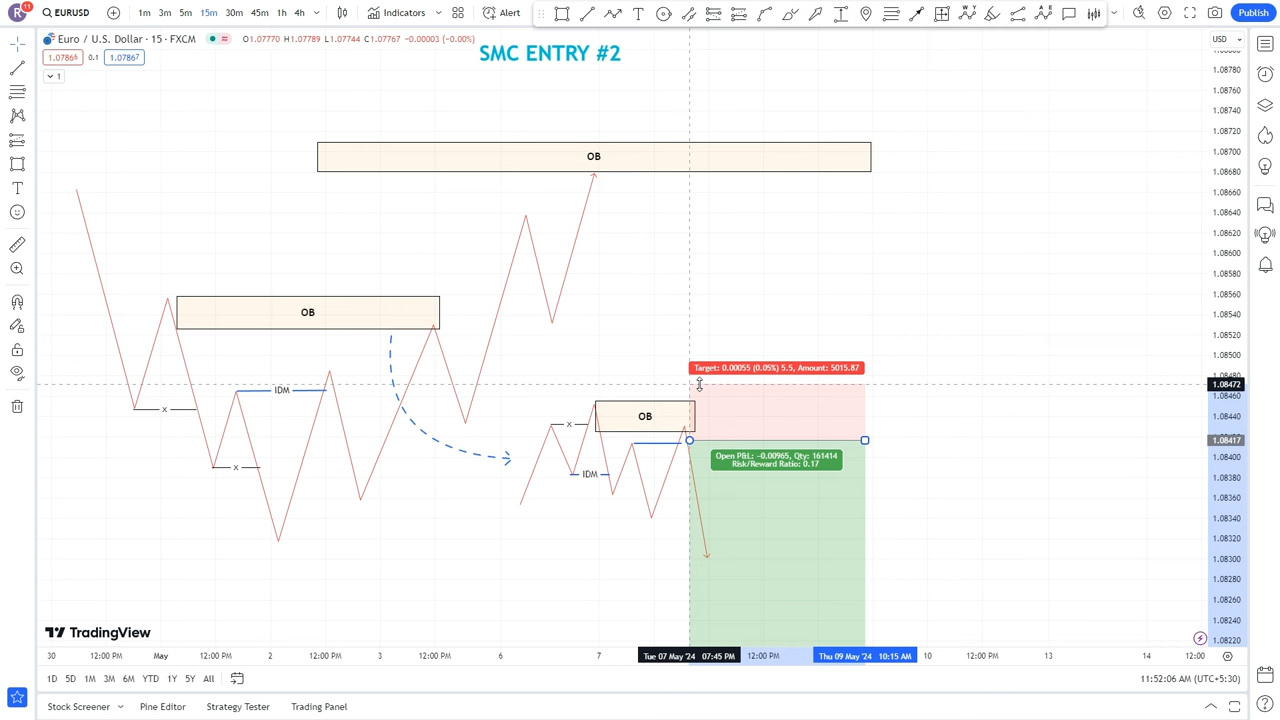 R 11 EURUSD 1m 3m 5m 15m 30m 45m 1h 4h Indicators Alert Publish
Euro / U.S. Dollar · 15 · FXCM O1.07770 H1.07789 L1.07744 C1.07767 −0.00003 (−0.00%)
USD
1.07866 0.1 1.07867
1
SMC ENTRY #2
1.08800
1.08780
1.08760
1.08740
1.08720
1.08700
1.08680
1.08660
1.08640
1.08620
1.08600
1.08580
1.08560
1.08540
1.08520
1.08500
1.08480
1.08472
1.08460
1.08440
1.08417
1.08400
1.08380
1.08360
1.08340
1.08320
1.08300
1.08280
1.08260
1.08240
1.08220
OB
OB
IDM
x
x
x
OB
IDM
Target: 0.00055 (0.05%) 5.5, Amount: 5015.87
Open P&L: −0.00965, Qty: 161414
Risk/Reward Ratio: 0.17
TradingView
30 12:00 PM May 12:00 PM 2 12:00 PM 3 12:00 PM 6 7 Tue 07 May '24 07:45 PM 12:00 PM Thu 09 May '24 10:15 AM 10 12:00 PM 13 14 12:00
1D 5D 1M 3M 6M YTD 1Y 5Y All 11:52:06 AM (UTC+5:30)
Stock Screener Pine Editor Strategy Tester Trading Panel